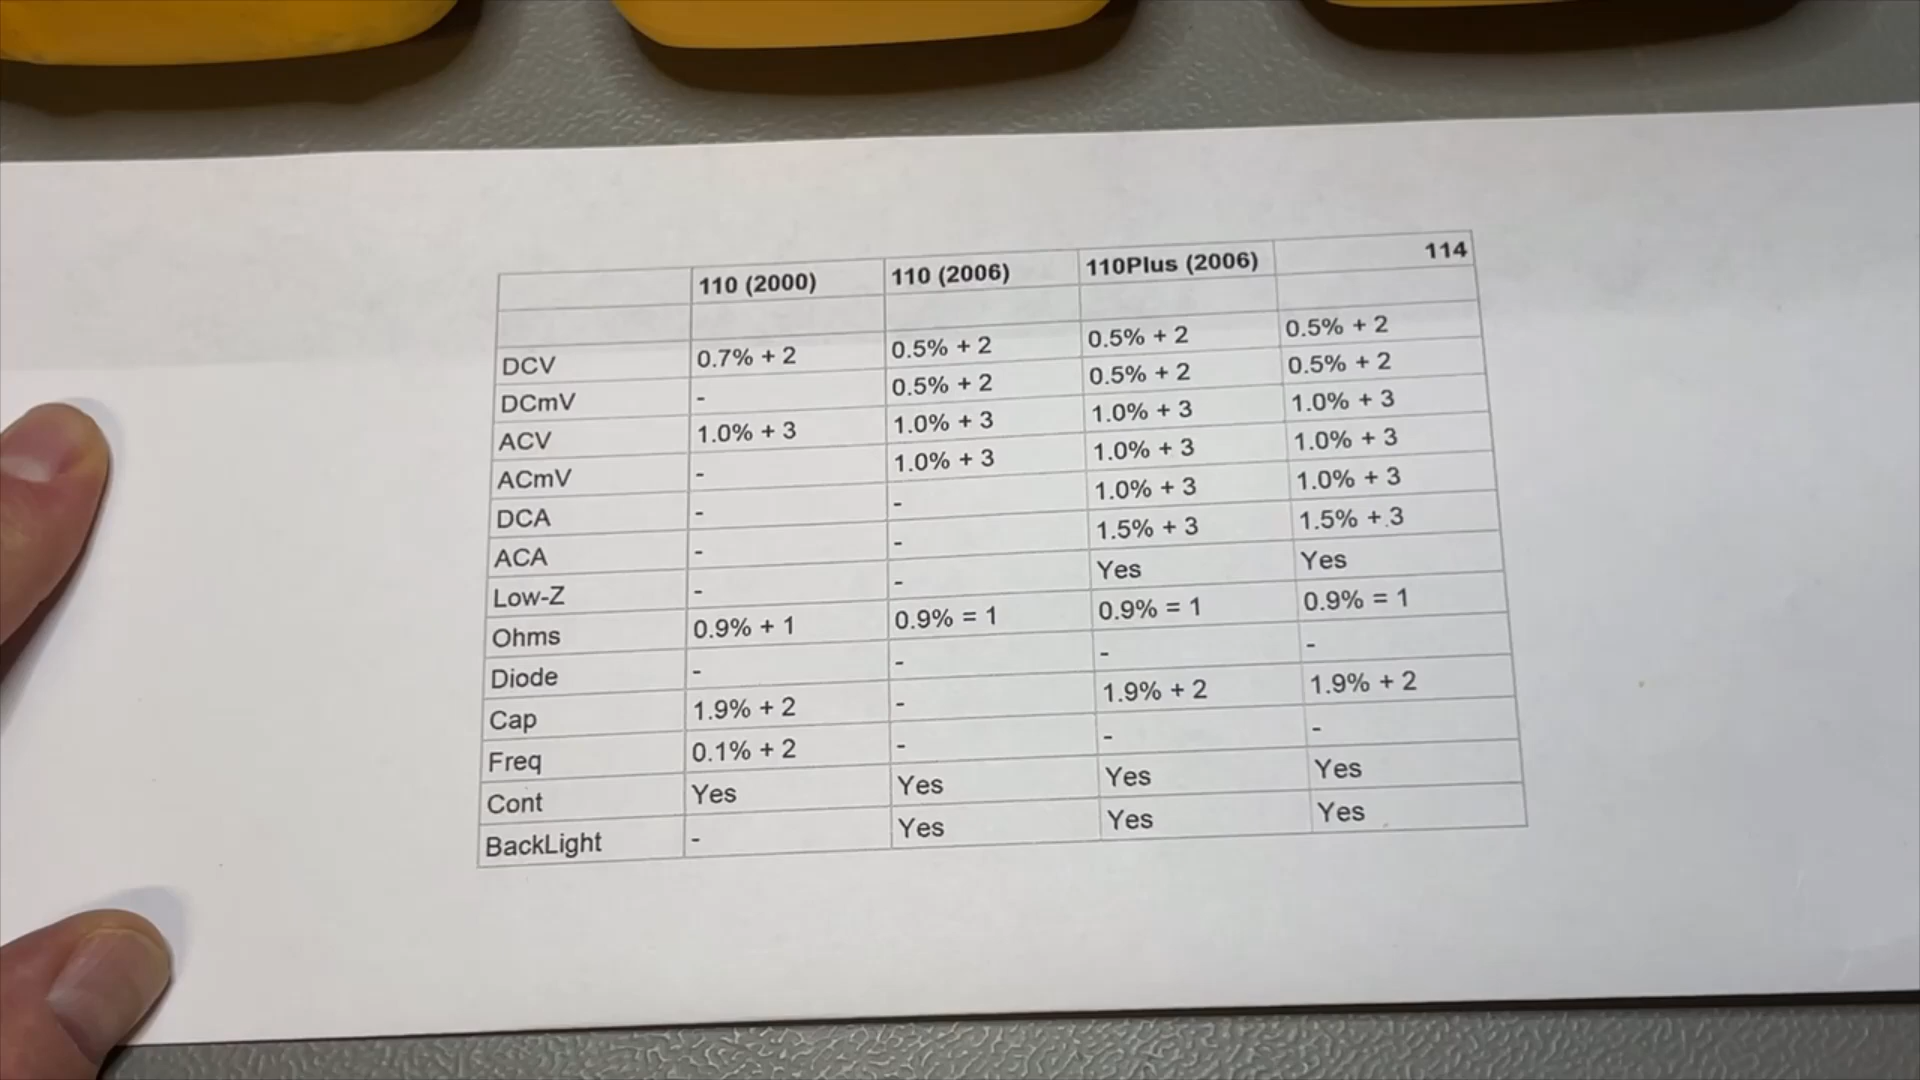 110 (2000) 110 (2006) 110Plus (2006) 114
DCV 0.7% + 2 0.5% + 2 0.5% + 2 0.5% + 2
DCmV - 0.5% + 2 0.5% + 2 0.5% + 2
ACV 1.0% + 3 1.0% + 3 1.0% + 3 1.0% + 3
ACmV - 1.0% + 3 1.0% + 3 1.0% + 3
DCA - - 1.0% + 3 1.0% + 3
ACA - - 1.5% + 3 1.5% + 3
Low-Z - - Yes Yes
Ohms 0.9% + 1 0.9% = 1 0.9% = 1 0.9% = 1
Diode - - - -
Cap 1.9% + 2 - 1.9% + 2 1.9% + 2
Freq 0.1% + 2 - - -
Cont Yes Yes Yes Yes
BackLight - Yes Yes Yes